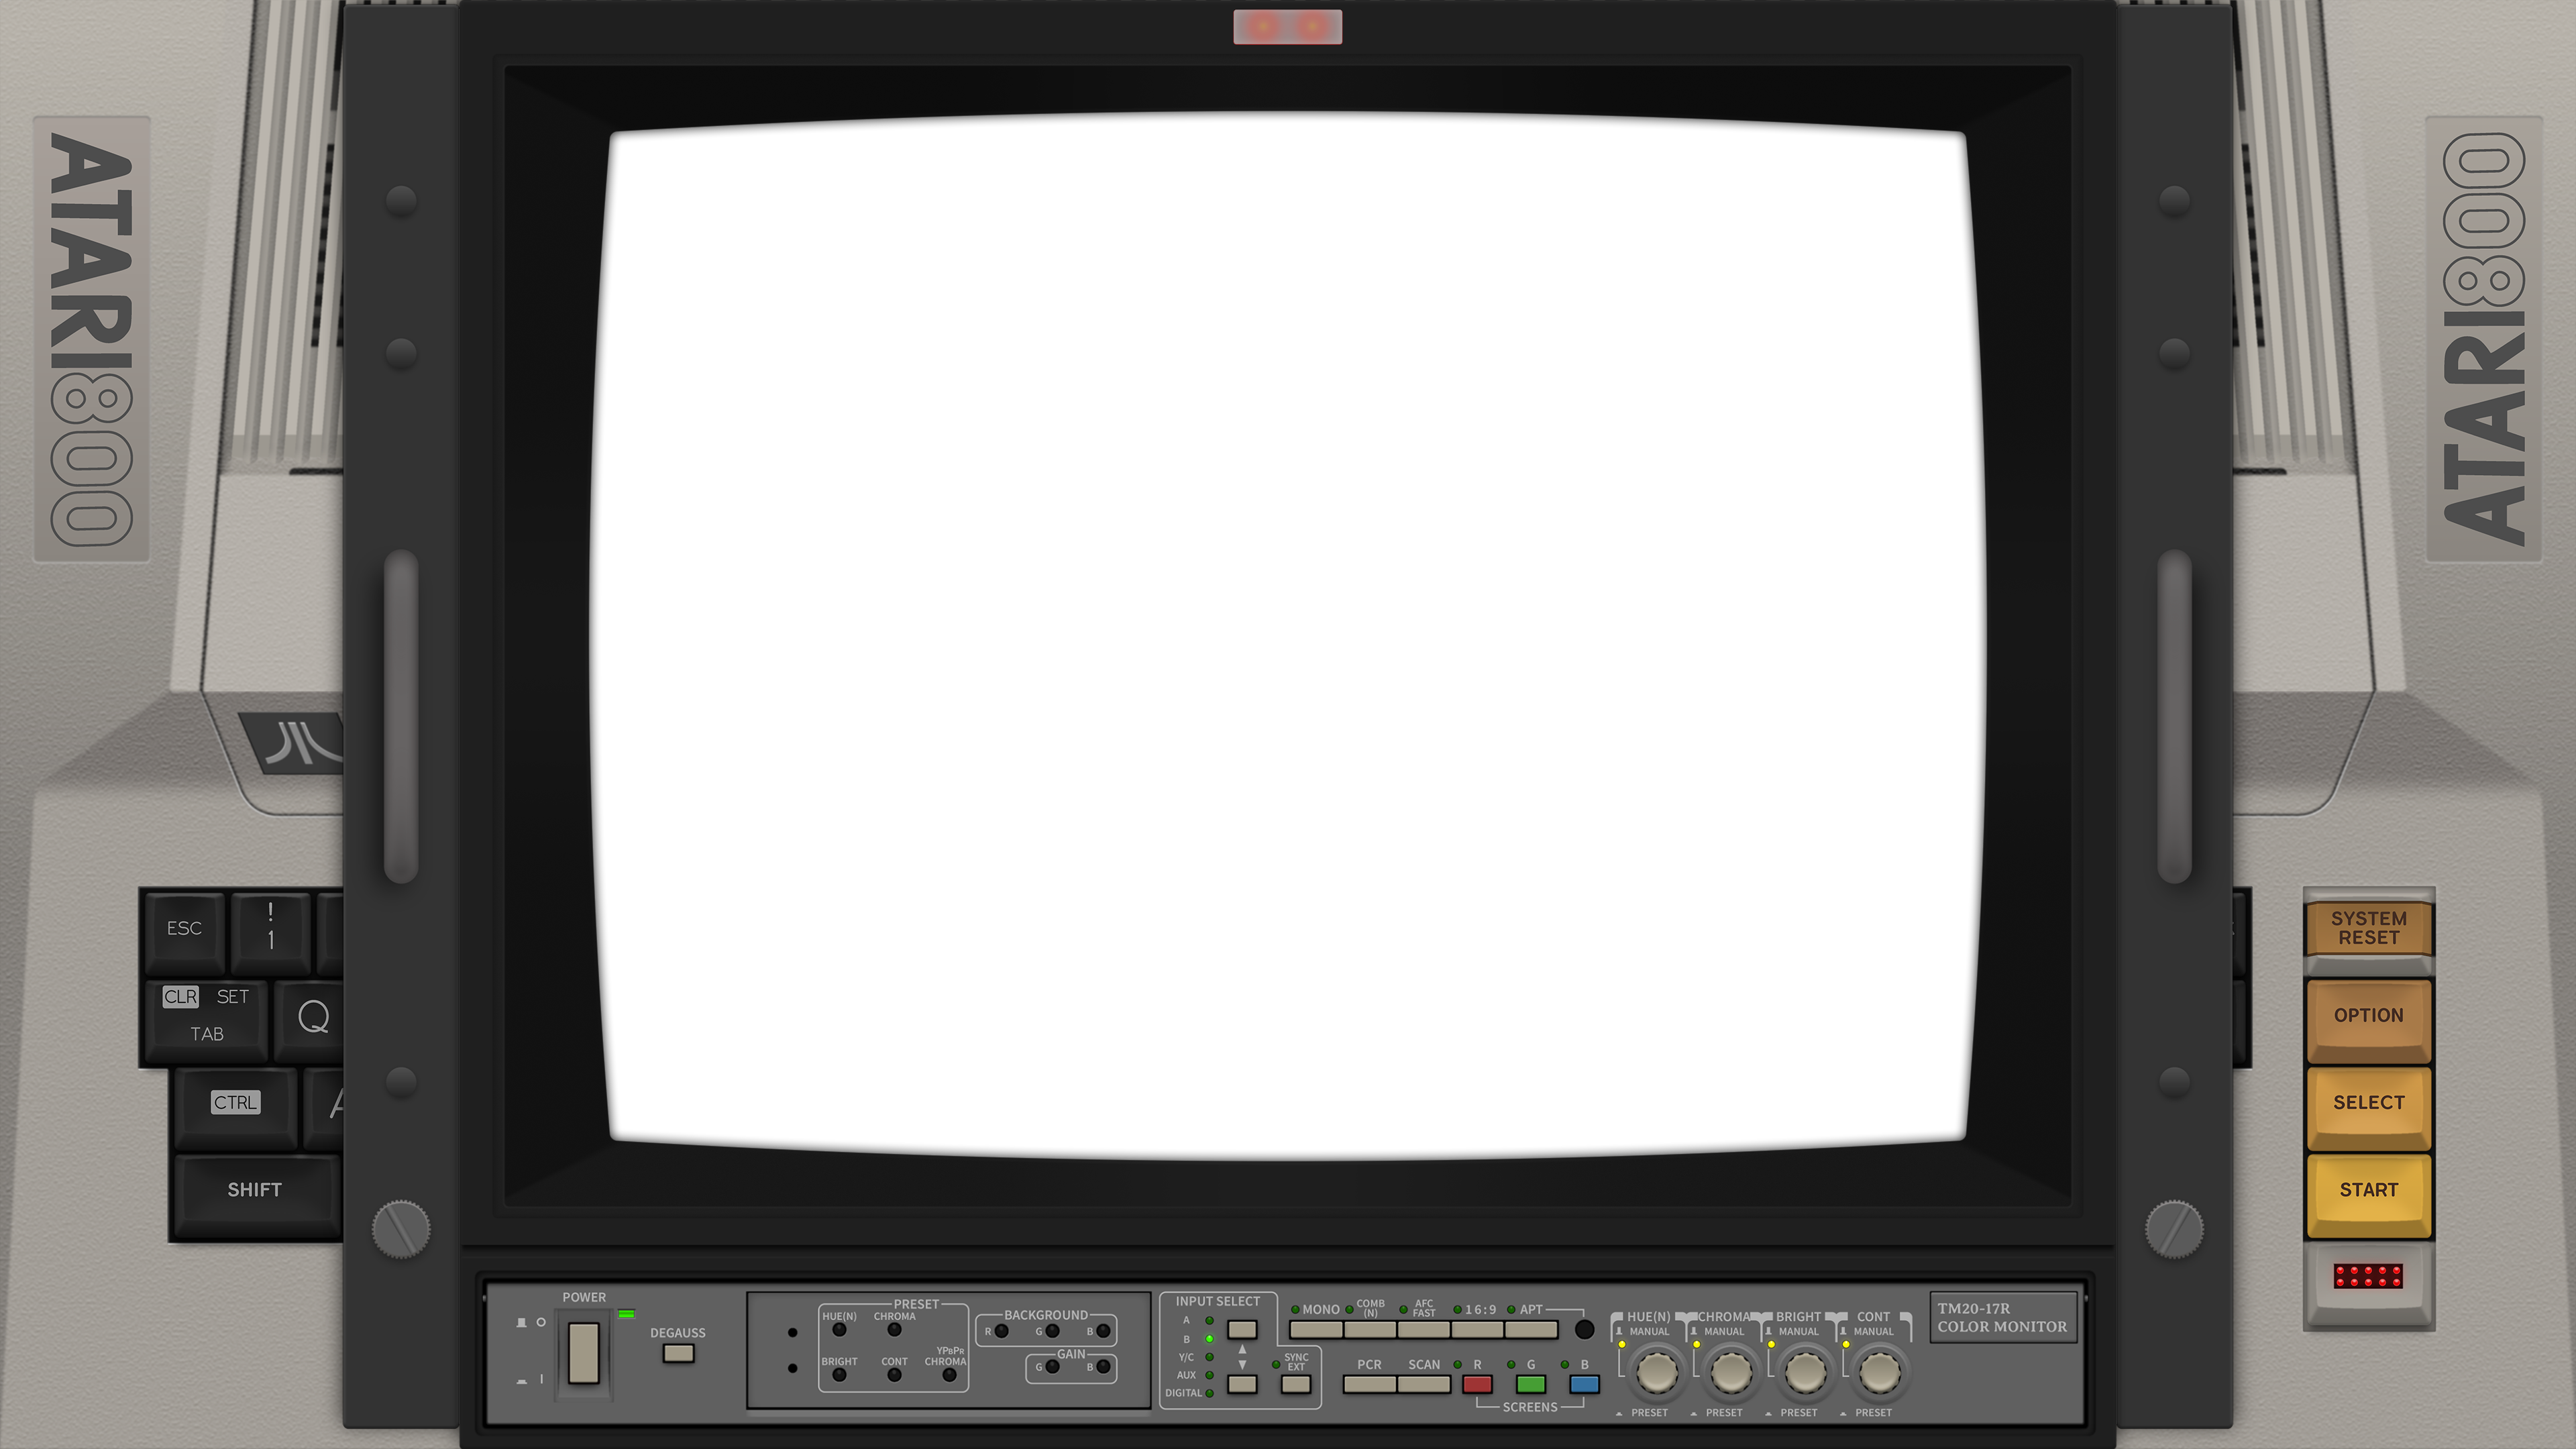 ATARI800
ATARI800
ESC
!
1
CLR SET
TAB
Q
CTRL
A
SHIFT
SYSTEM
RESET
OPTION
SELECT
START
POWER
DEGAUSS
PRESET
HUE(N) CHROMA
BRIGHT CONT YPBPR
CHROMA
BACKGROUND
R G B
GAIN
G B
INPUT SELECT
A
B
Y/C
AUX
DIGITAL
SYNC
EXT
MONO COMB
(N) AFC
FAST 16:9 APT
PCR SCAN R G B
SCREENS
HUE(N) CHROMA BRIGHT CONT
MANUAL MANUAL MANUAL MANUAL
PRESET PRESET PRESET PRESET
TM20-17R
COLOR MONITOR